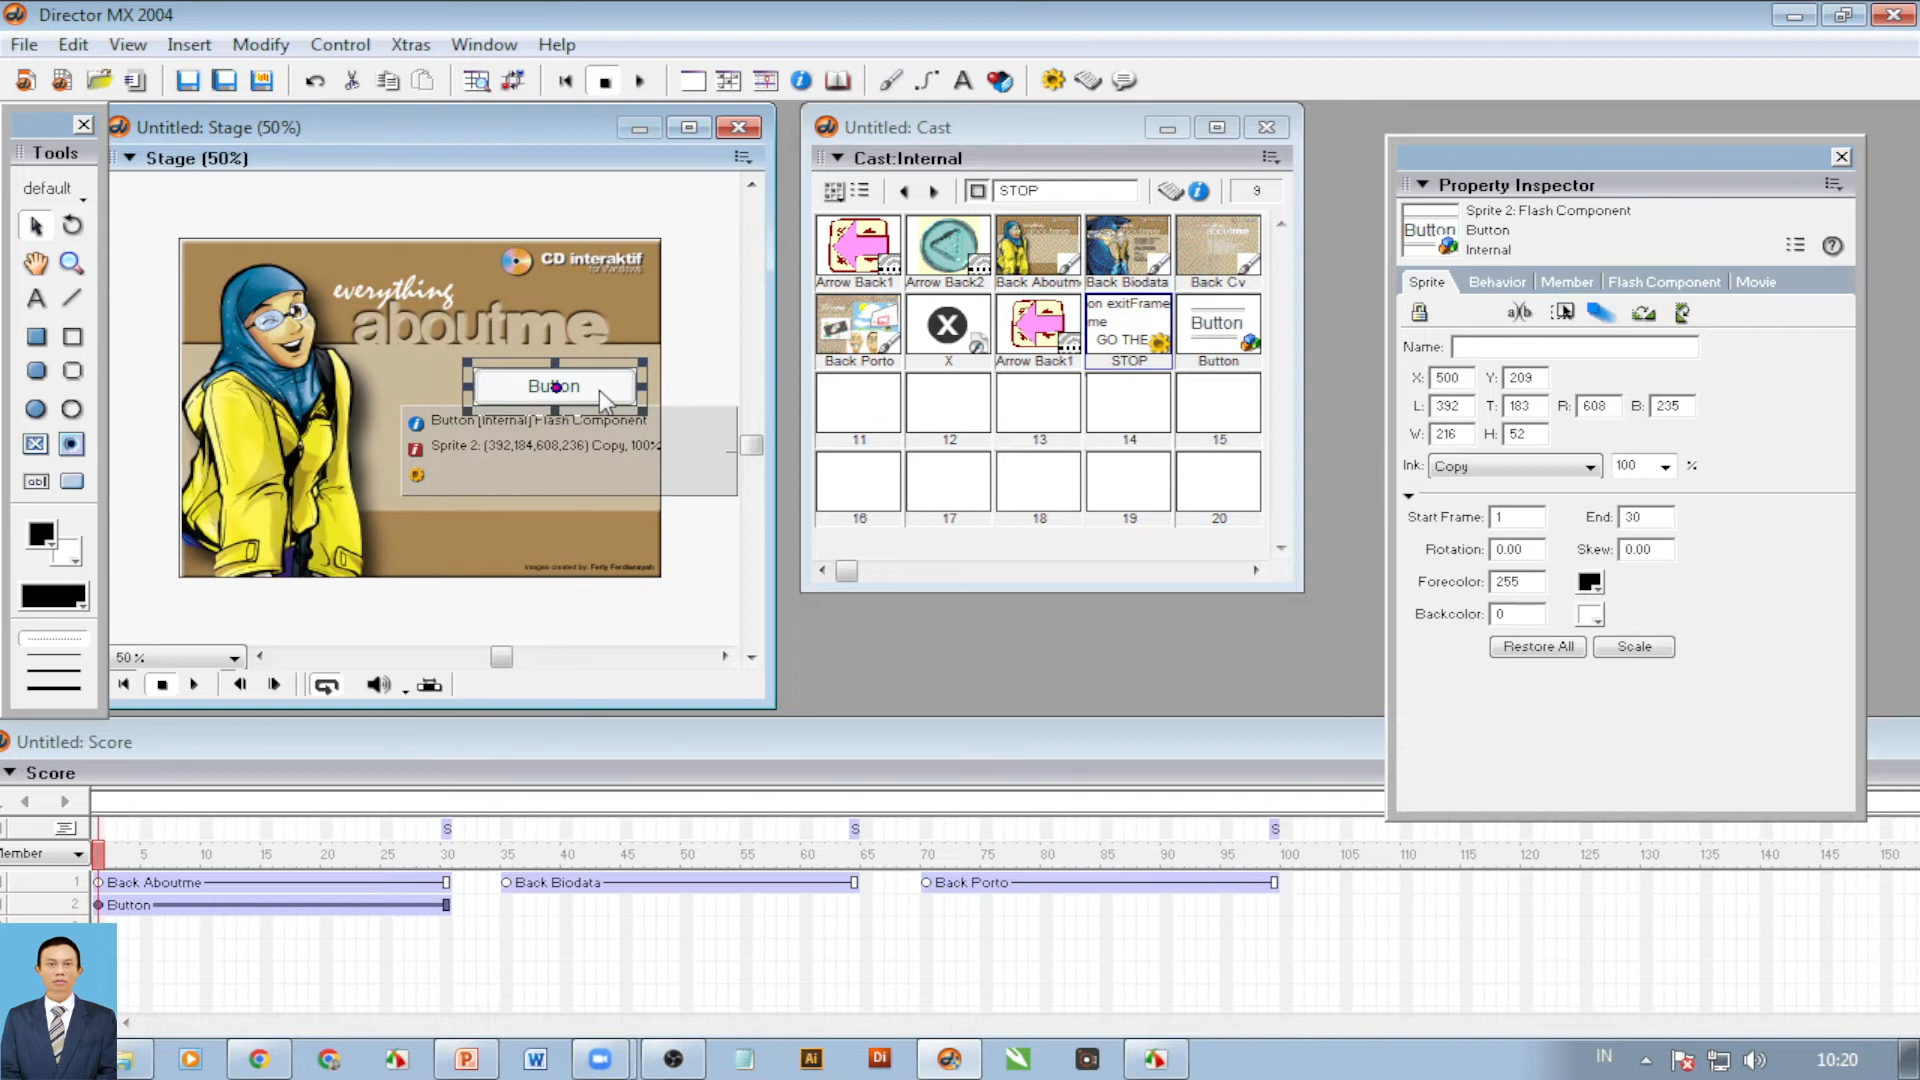 Director MX 2004
File Edit View Insert Modify Control Xtras Window Help
Tools
default
Untitled: Stage (50%)
Stage (50%)
CD interaktif
for Windows
everything
aboutme
Button
Button [Internal] Flash Component
Sprite 2: (392,184,608,236) Copy, 100%
images created by: Ferly Ferdiansyah
50%
Untitled: Cast
Cast:Internal
STOP 9
Arrow Back1 Arrow Back2 Back Aboutm Back Biodata Back Cv
on exitFrame
me
GO THE
Button
Back Porto X Arrow Back1 STOP Button
11 12 13 14 15
16 17 18 19 20
Property Inspector
Sprite 2: Flash Component
Button
Button
Internal
Sprite Behavior Member Flash Component Movie
Name:
X: 500 Y: 209
L: 392 T: 183 R: 608 B: 235
W: 216 H: 52
Ink: Copy 100 %
Start Frame: 1 End: 30
Rotation: 0.00 Skew: 0.00
Forecolor: 255
Backcolor: 0
Restore All Scale
Untitled: Score
Score
S S S
lember 5 10 15 20 25 30 35 40 45 50 55 60 65 70 75 80 85 90 95 100 105 110 115 120 125 130 135 140 145 150
1 Back Aboutme Back Biodata Back Porto
2 Button
IN 10:20